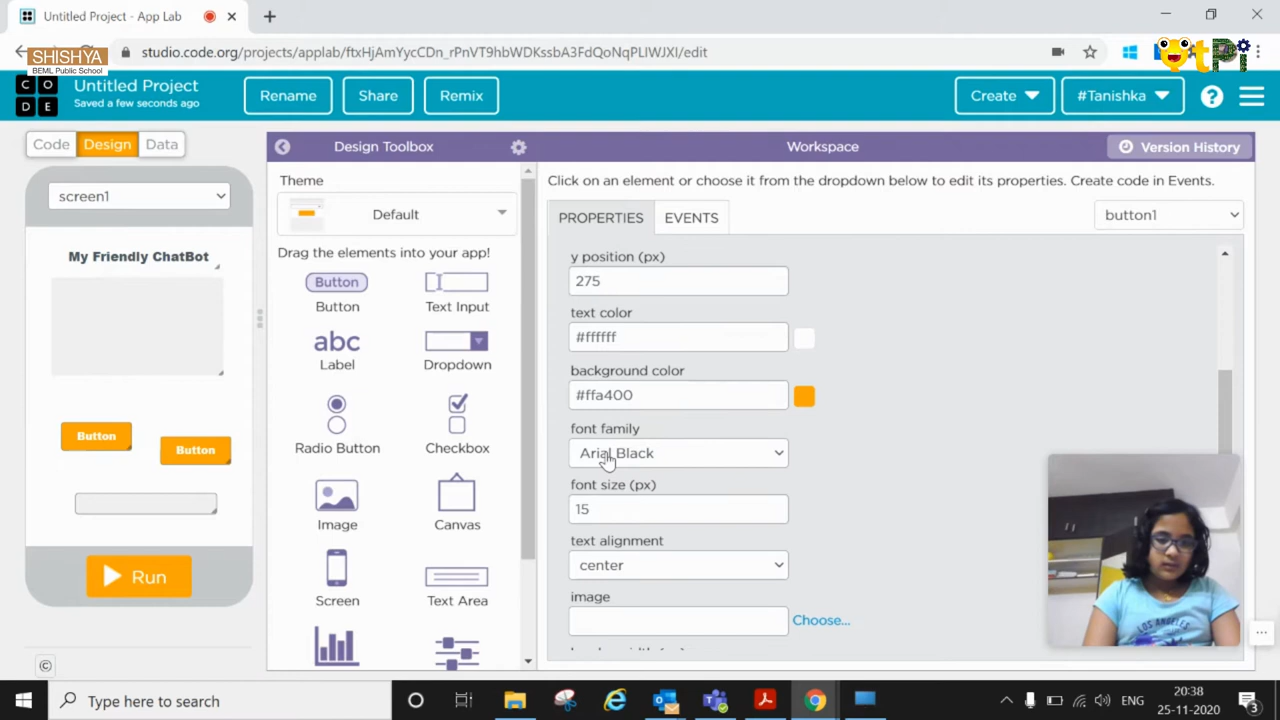 Untitled Project - App Lab
studio.code.org/projects/applab/ftxHjAmYycCDn_rPnVT9hbWDKssbA3FdQoNqPLIWJXI/edit
SHISHYA
BEML Public School
OtPi
CODE
Untitled Project
Saved a few seconds ago
Rename
Share
Remix
Create
#Tanishka
?
Code
Design
Data
Design Toolbox
Workspace
Version History
screen1
Theme
Default
Click on an element or choose it from the dropdown below to edit its properties. Create code in Events.
PROPERTIES
EVENTS
button1
Drag the elements into your app!
My Friendly ChatBot
Button
Button
Button
Button
Text Input
abc
Label
Dropdown
Radio Button
Checkbox
Image
Canvas
Screen
Text Area
Run
y position (px)
275
text color
#ffffff
background color
#ffa400
font family
Arial Black
font size (px)
15
text alignment
center
image
Choose...
LOS ANGELES
©
Type here to search
ENG
20:38
25-11-2020
3